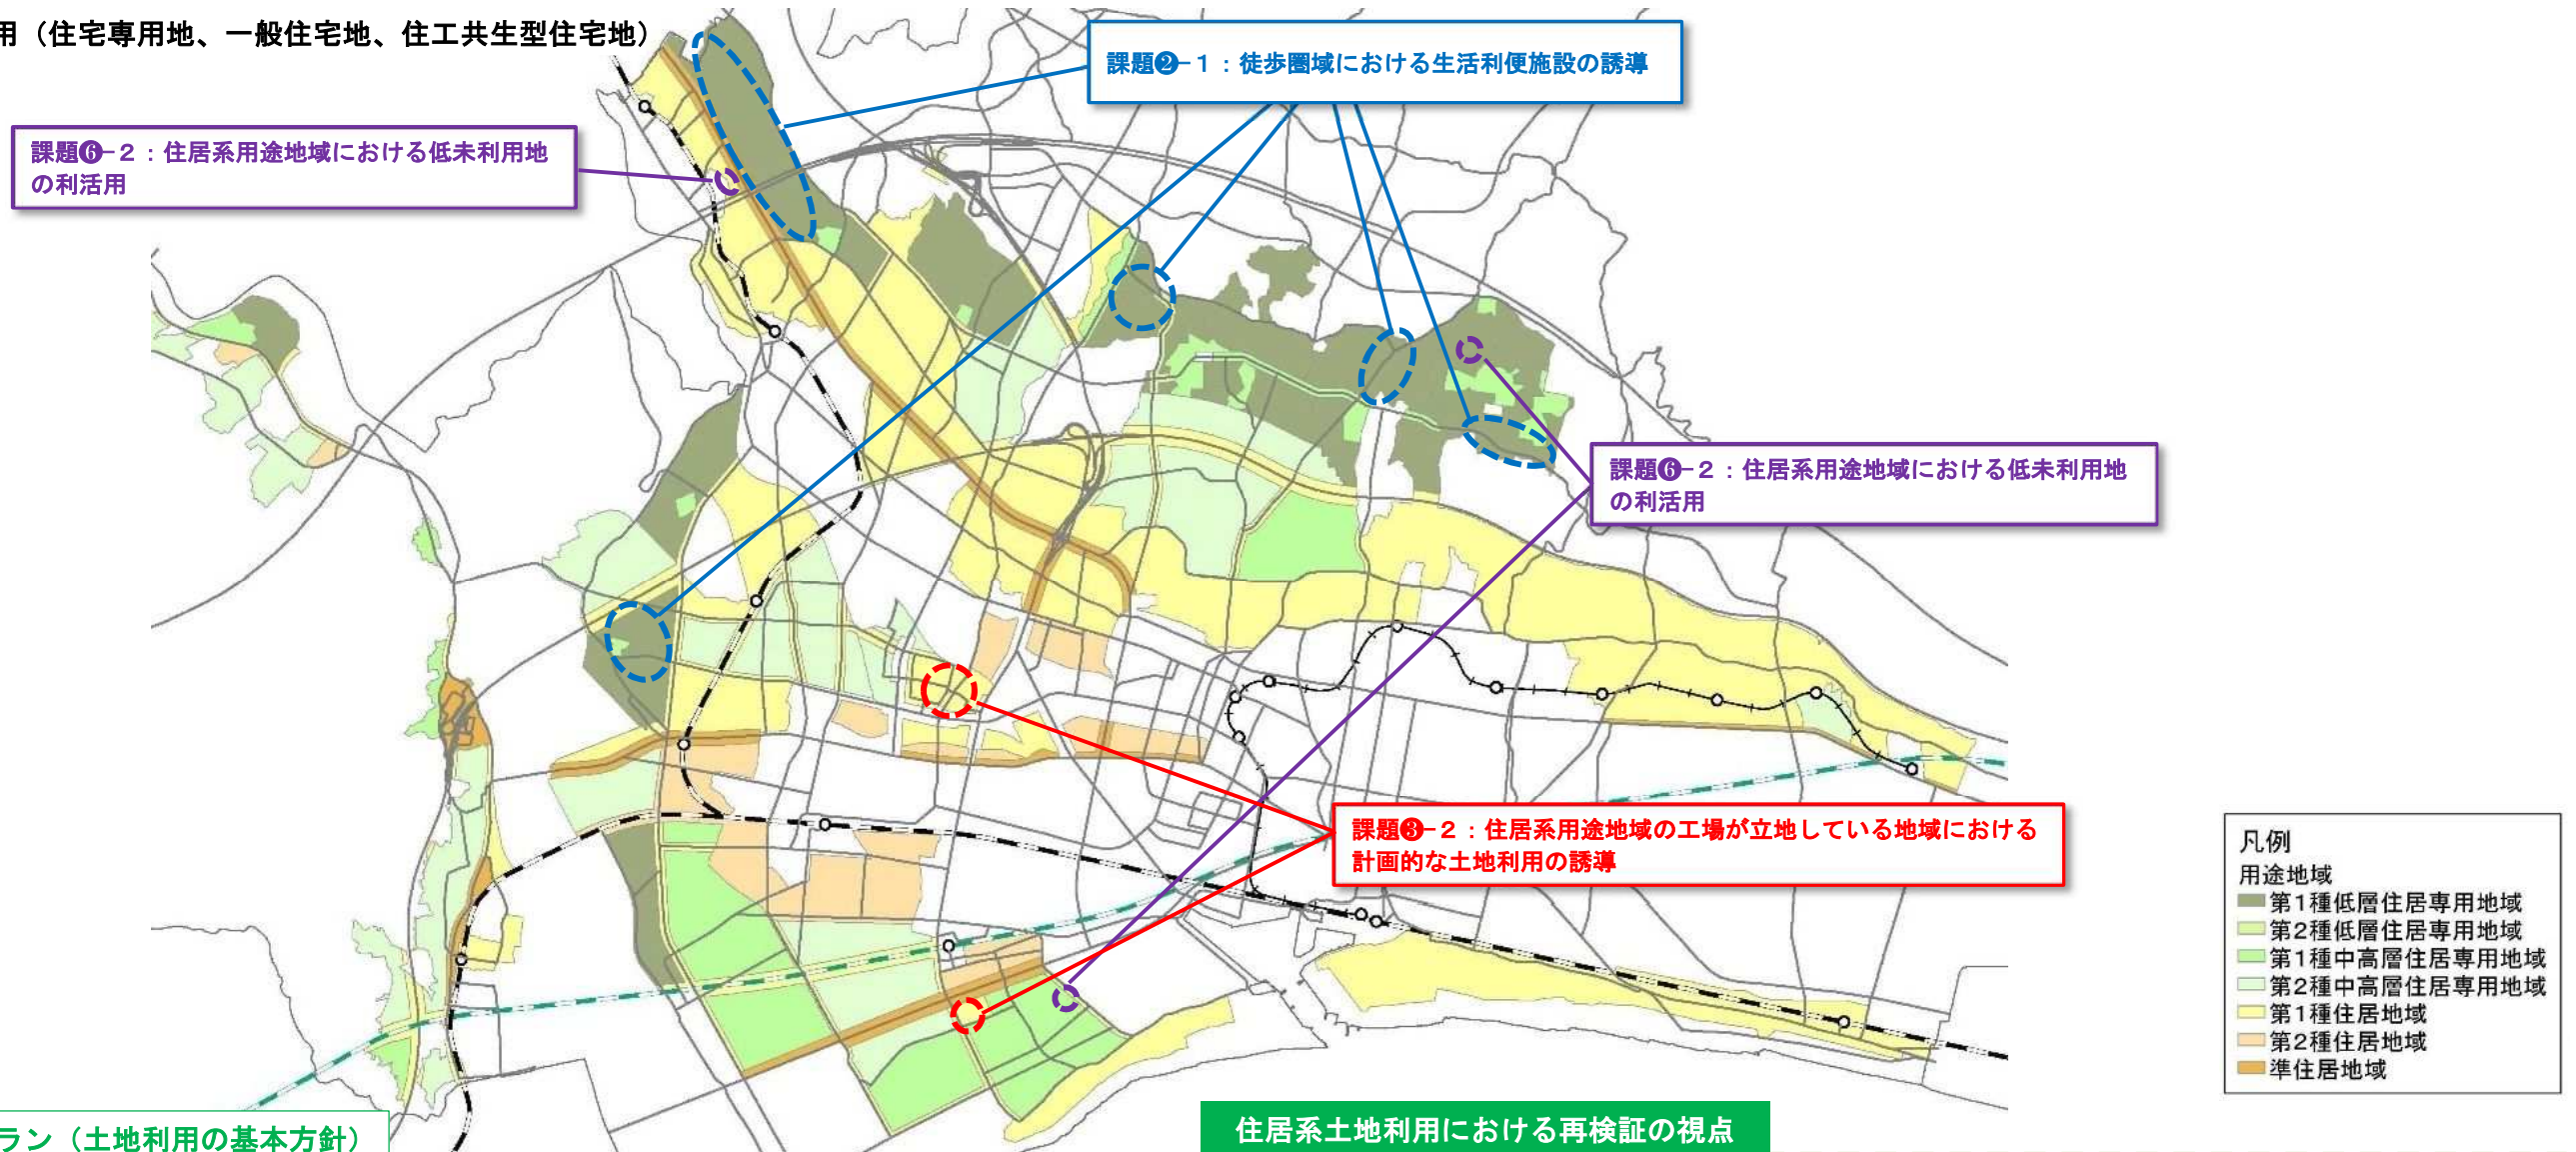 用（住宅専用地、一般住宅地、住工共生型住宅地）
課題❷-１：徒歩圏域における生活利便施設の誘導
課題❻-２：住居系用途地域における低未利用地
の利活用
課題❻-２：住居系用途地域における低未利用地
の利活用
課題❸-２：住居系用途地域の工場が立地している地域における
計画的な土地利用の誘導
凡例
用途地域
第1種低層住居専用地域
第2種低層住居専用地域
第1種中高層住居専用地域
第2種中高層住居専用地域
第1種住居地域
第2種住居地域
準住居地域
ラン（土地利用の基本方針）
住居系土地利用における再検証の視点